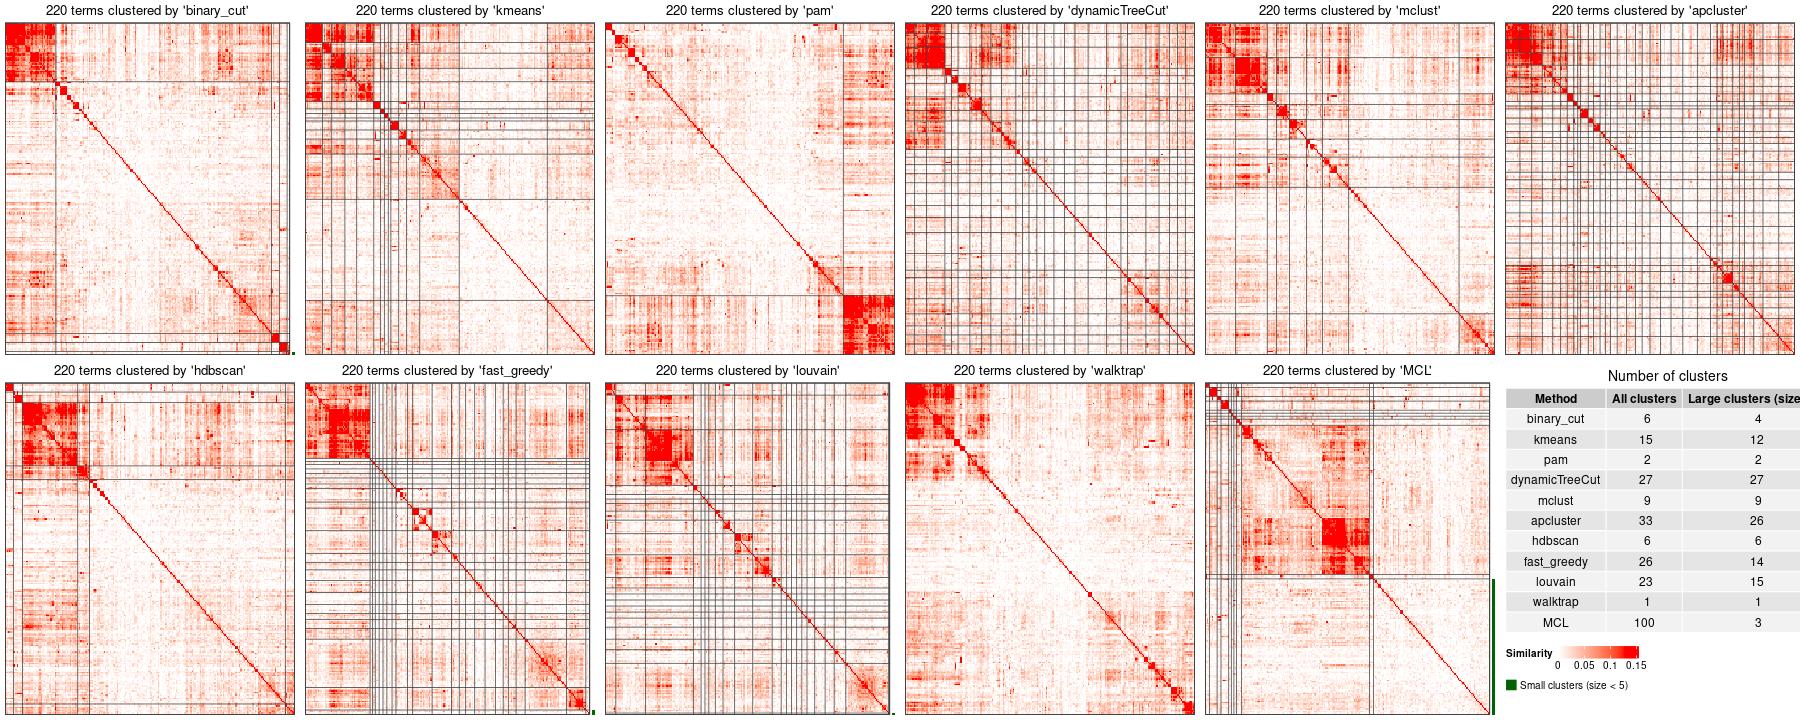 220 terms clustered by 'binary_cut'
220 terms clustered by 'kmeans'
220 terms clustered by 'pam'
220 terms clustered by 'dynamicTreeCut'
220 terms clustered by 'mclust'
220 terms clustered by 'apcluster'
220 terms clustered by 'hdbscan'
220 terms clustered by 'fast_greedy'
220 terms clustered by 'louvain'
220 terms clustered by 'walktrap'
220 terms clustered by 'MCL'
Number of clusters
Method All clusters Large clusters (size
binary_cut 6 4
kmeans 15 12
pam 2 2
dynamicTreeCut 27 27
mclust 9 9
apcluster 33 26
hdbscan 6 6
fast_greedy 26 14
louvain 23 15
walktrap 1 1
MCL 100 3
Similarity
0 0.05 0.1 0.15
Small clusters (size < 5)